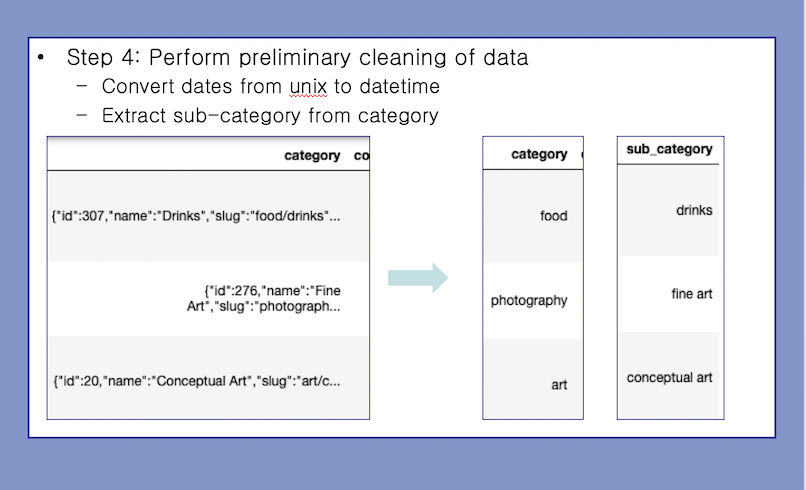 • Step 4: Perform preliminary cleaning of data
– Convert dates from unix to datetime
– Extract sub-category from category
category co
{"id":307,"name":"Drinks","slug":"food/drinks"...
{"id":276,"name":"Fine
Art","slug":"photograph...
{"id":20,"name":"Conceptual Art","slug":"art/c...
category
food
photography
art
sub_category
drinks
fine art
conceptual art